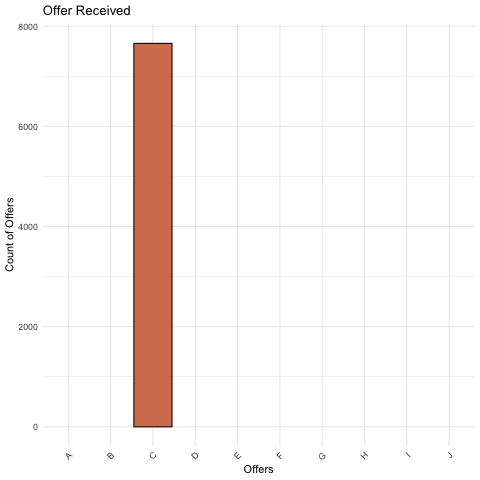 Offer Received
Count of Offers
8000
6000
4000
2000
0
A B C D E F G H I J
Offers